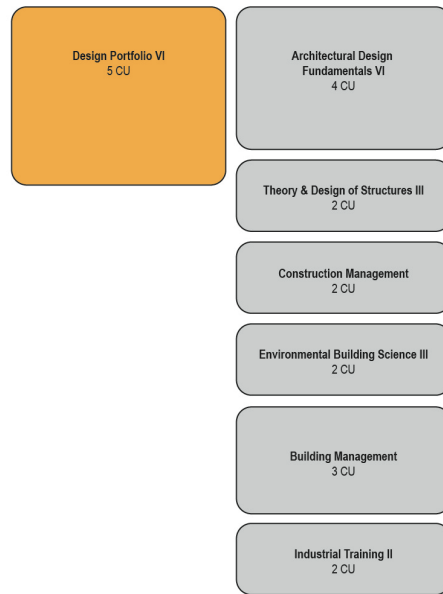 Design Portfolio VI
5 CU
Architectural Design
Fundamentals VI
4 CU
Theory & Design of Structures III
2 CU
Construction Management
2 CU
Environmental Building Science III
2 CU
Building Management
3 CU
Industrial Training II
2 CU